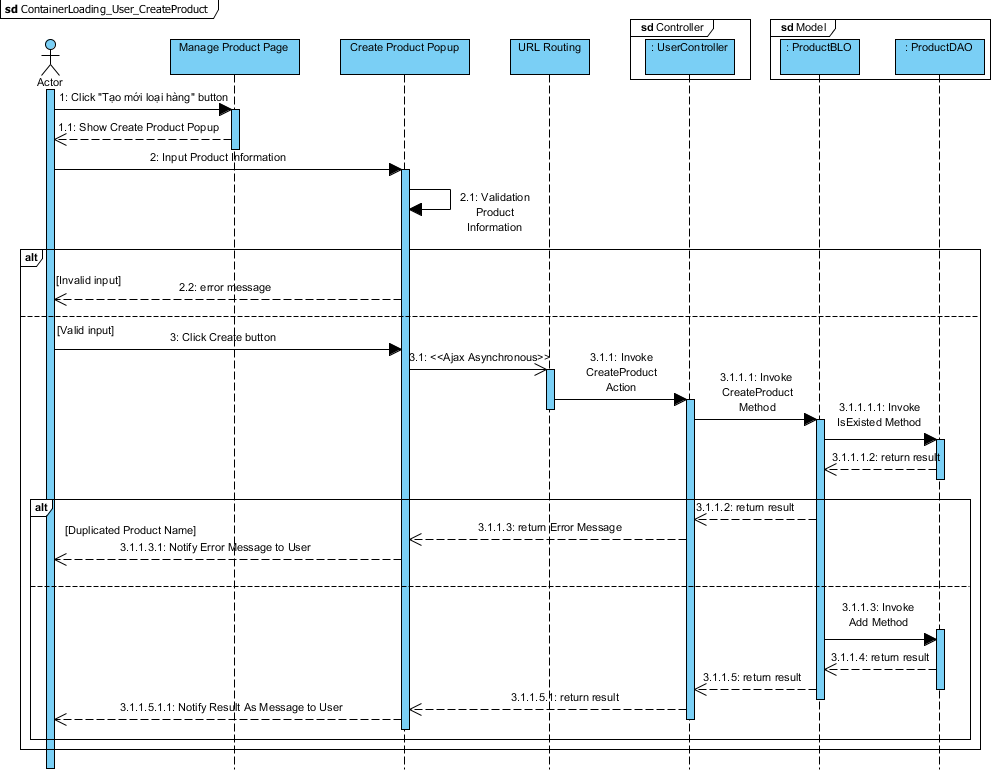 sd ContainerLoading_User_CreateProduct
sd Controller
sd Model
Manage Product Page
Create Product Popup
URL Routing
: UserController
: ProductBLO
: ProductDAO
Actor
1: Click "Tạo mới loại hàng" button
1.1: Show Create Product Popup
2: Input Product Information
2.1: Validation
Product
Information
alt
[Invalid input]
2.2: error message
[Valid input]
3: Click Create button
3.1: <<Ajax Asynchronous>>
3.1.1: Invoke
CreateProduct
Action
3.1.1.1: Invoke
CreateProduct
Method
3.1.1.1.1: Invoke
IsExisted Method
3.1.1.1.2: return result
alt
3.1.1.2: return result
[Duplicated Product Name]
3.1.1.3: return Error Message
3.1.1.3.1: Notify Error Message to User
3.1.1.3: Invoke
Add Method
3.1.1.4: return result
3.1.1.5: return result
3.1.1.5.1: return result
3.1.1.5.1.1: Notify Result As Message to User